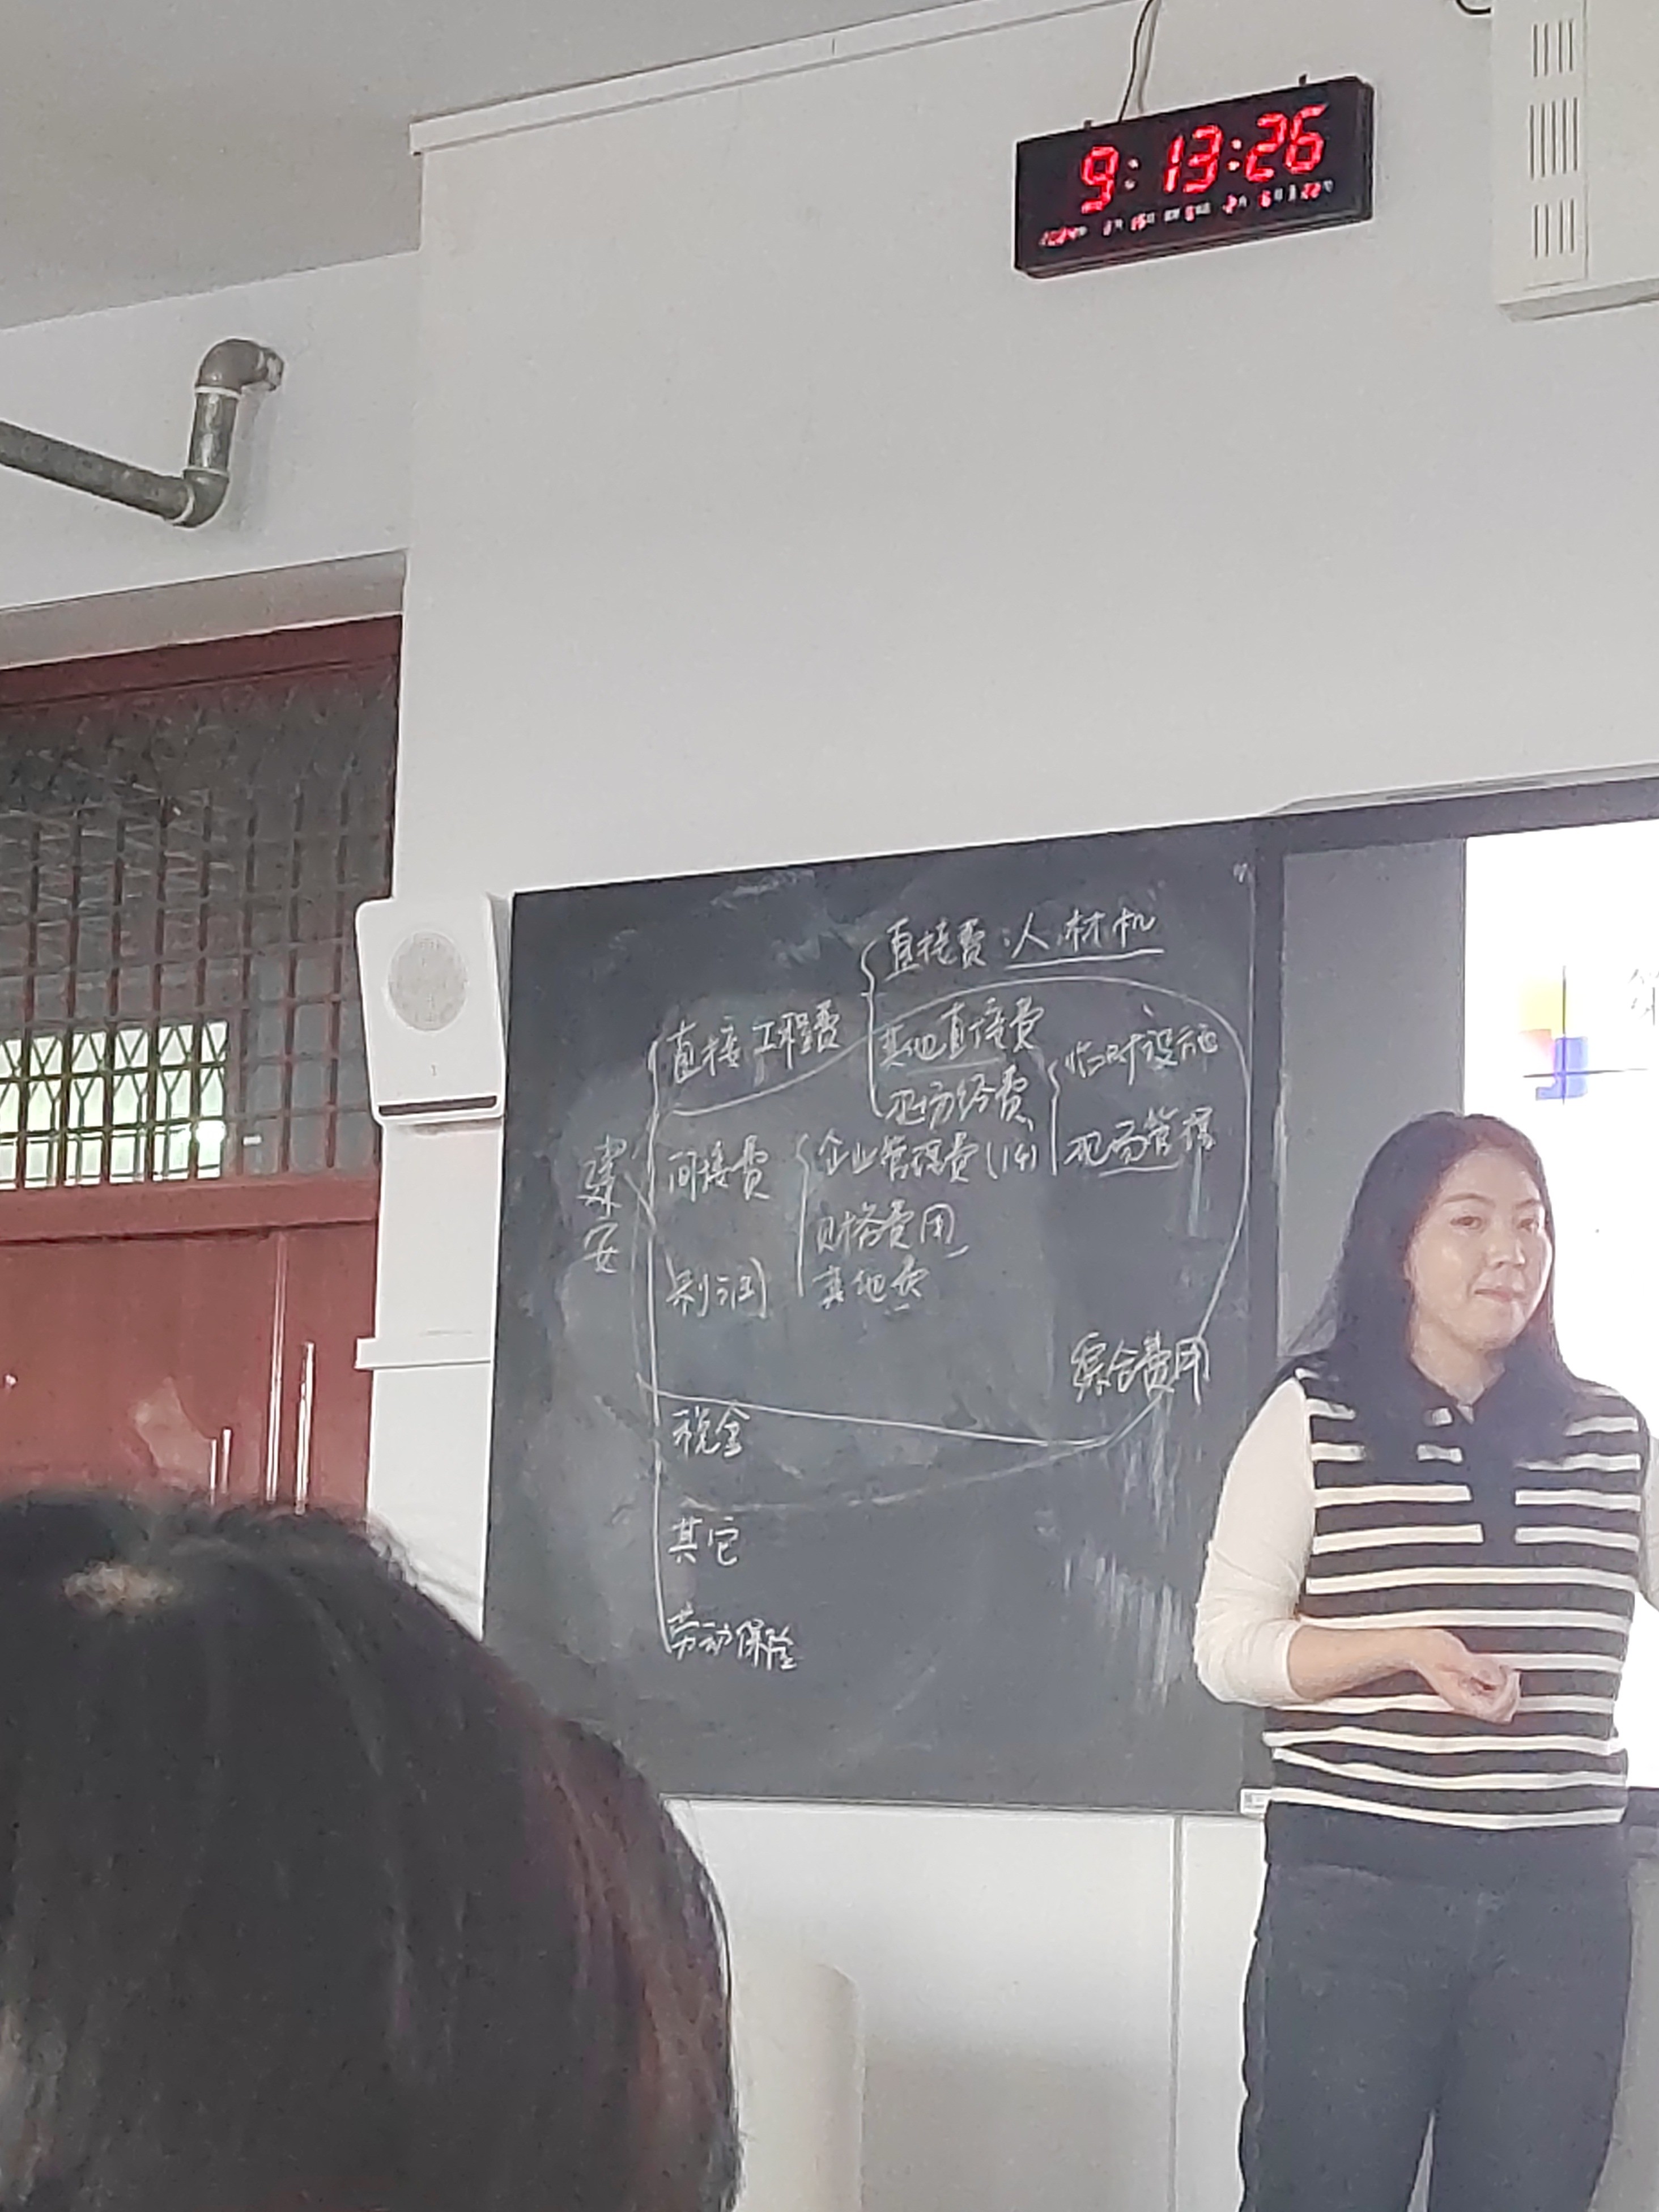 9:13:26
直接费:人.材.机
直接工程费
其他直接费
临时设施
现场经费
现场管理
建安
间接费
企业管理费(14)
财务费用
利润
其他费
综合费用
税金
其它
劳动保险